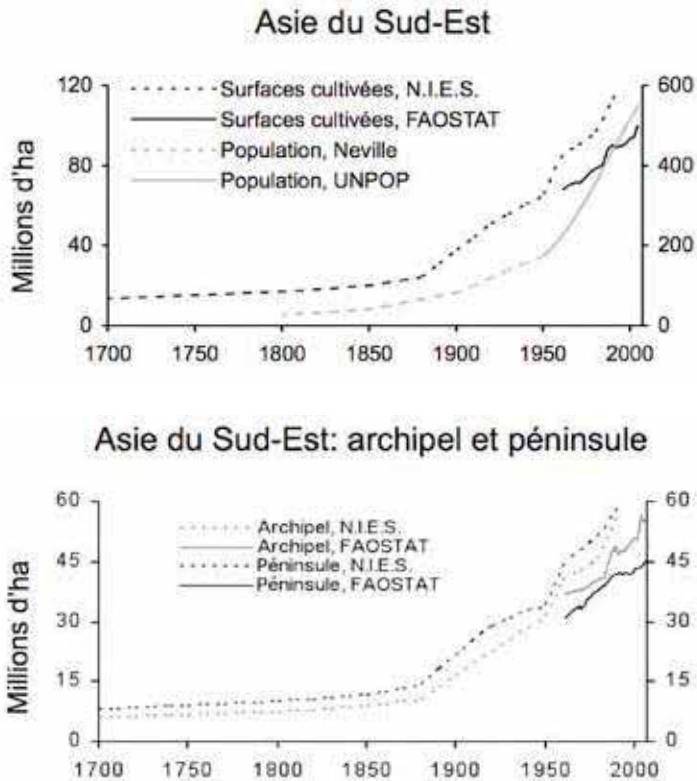 Asie du Sud-Est
Surfaces cultivées, N.I.E.S.
Surfaces cultivées, FAOSTAT
Population, Neville
Population, UNPOP
Millions d'ha
120
80
40
0
600
400
200
0
1700 1750 1800 1850 1900 1950 2000
Asie du Sud-Est: archipel et péninsule
Archipel, N.I.E.S.
Archipel, FAOSTAT
Péninsule, N.I.E.S.
Péninsule, FAOSTAT
Millions d'ha
60
45
30
15
0
60
45
30
15
0
1700 1750 1800 1850 1900 1950 2000